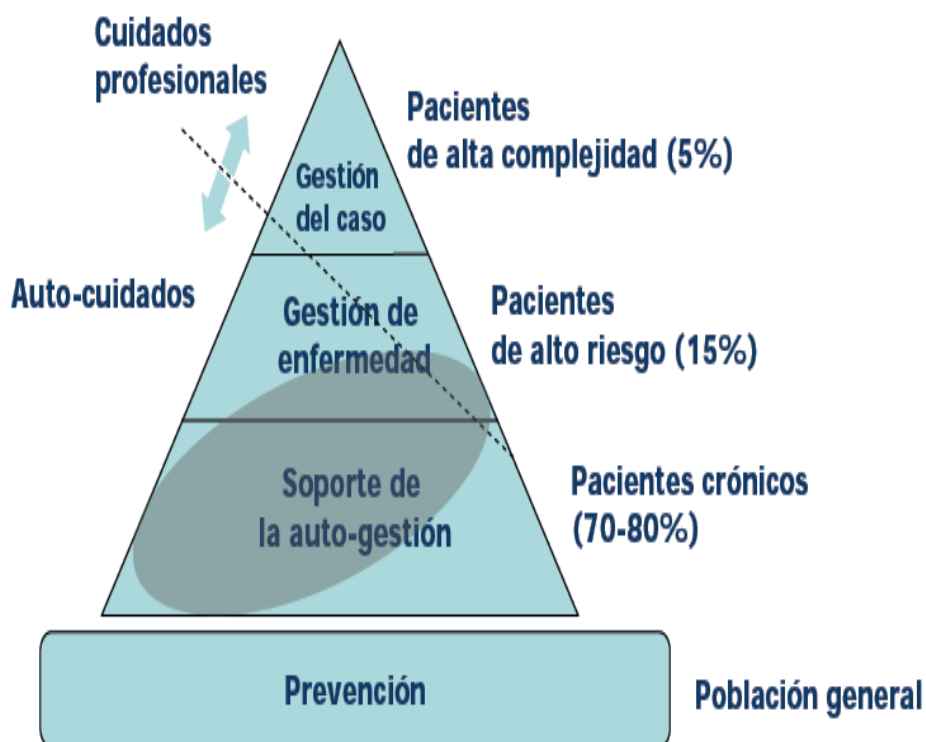 Cuidados
profesionales
Pacientes
de alta complejidad (5%)
Gestión
del caso
Auto-cuidados
Gestión de
enfermedad
Pacientes
de alto riesgo (15%)
Soporte de
la auto-gestión
Pacientes crónicos
(70-80%)
Prevención
Población general